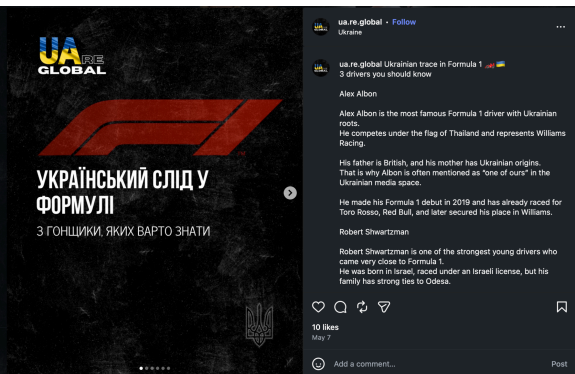 UARE
GLOBAL
УКРАЇНСЬКИЙ СЛІД У
ФОРМУЛІ
3 ГОНЩИКИ, ЯКИХ ВАРТО ЗНАТИ
ua.re.global • Follow
Ukraine
ua.re.global Ukrainian trace in Formula 1 🏎️ 🇺🇦
3 drivers you should know
Alex Albon
Alex Albon is the most famous Formula 1 driver with Ukrainian
roots.
He competes under the flag of Thailand and represents Williams
Racing.
His father is British, and his mother has Ukrainian origins.
That is why Albon is often mentioned as “one of ours” in the
Ukrainian media space.
He made his Formula 1 debut in 2019 and has already raced for
Toro Rosso, Red Bull, and later secured his place in Williams.
Robert Shwartzman
Robert Shwartzman is one of the strongest young drivers who
came very close to Formula 1.
He was born in Israel, raced under an Israeli license, but his
family has strong ties to Odesa.
10 likes
May 7
Add a comment...
Post